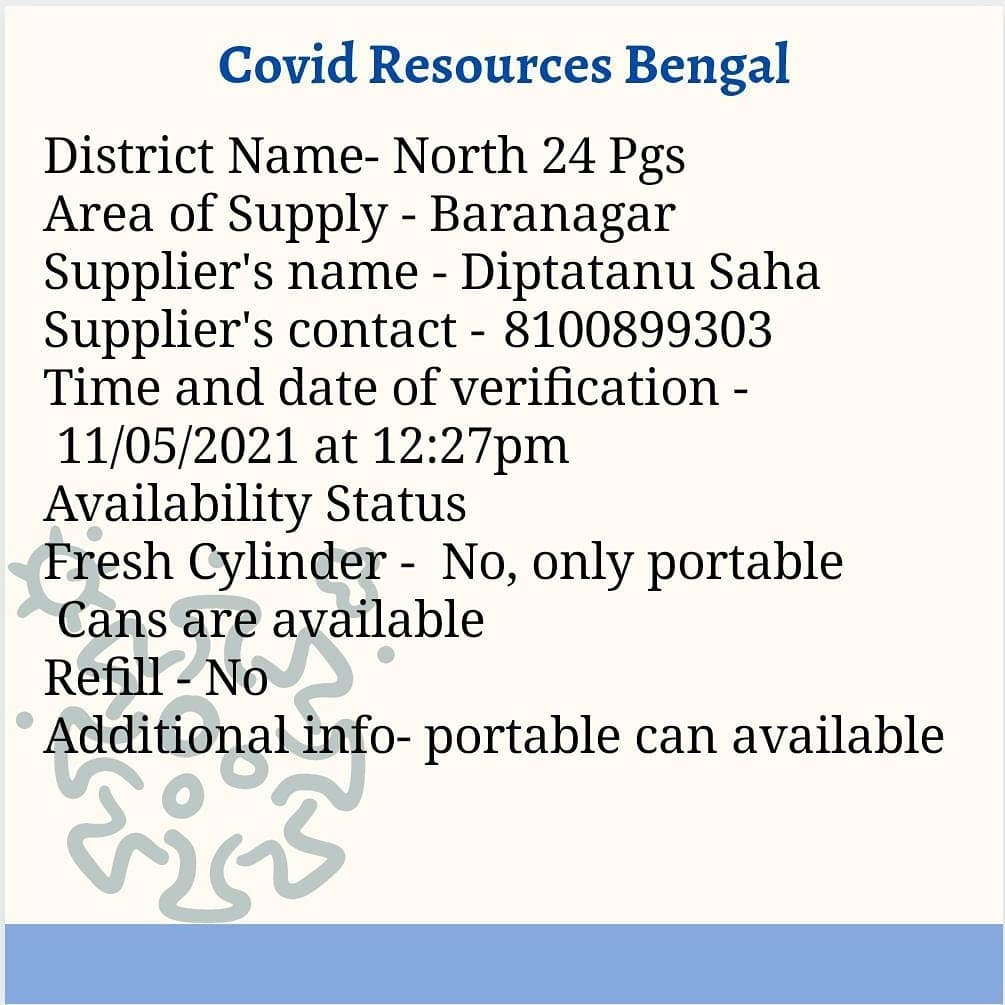 Covid Resources Bengal
District Name- North 24 Pgs
Area of Supply - Baranagar
Supplier's name - Diptatanu Saha
Supplier's contact - 8100899303
Time and date of verification -
11/05/2021 at 12:27pm
Availability Status
Fresh Cylinder - No, only portable
Cans are available
Refill - No
Additional info- portable can available